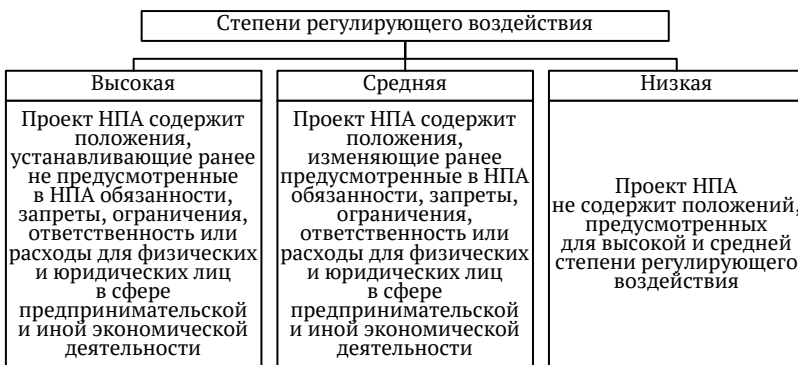 Степени регулирующего воздействия
Высокая
Проект НПА содержит
положения,
устанавливающие ранее
не предусмотренные
в НПА обязанности,
запреты, ограничения,
ответственность или
расходы для физических
и юридических лиц
в сфере
предпринимательской
и иной экономической
деятельности
Средняя
Проект НПА содержит
положения,
изменяющие ранее
предусмотренные в НПА
обязанности, запреты,
ограничения,
ответственность или
расходы для физических
и юридических лиц
в сфере
предпринимательской
и иной экономической
деятельности
Низкая
Проект НПА
не содержит положений,
предусмотренных
для высокой и средней
степени регулирующего
воздействия